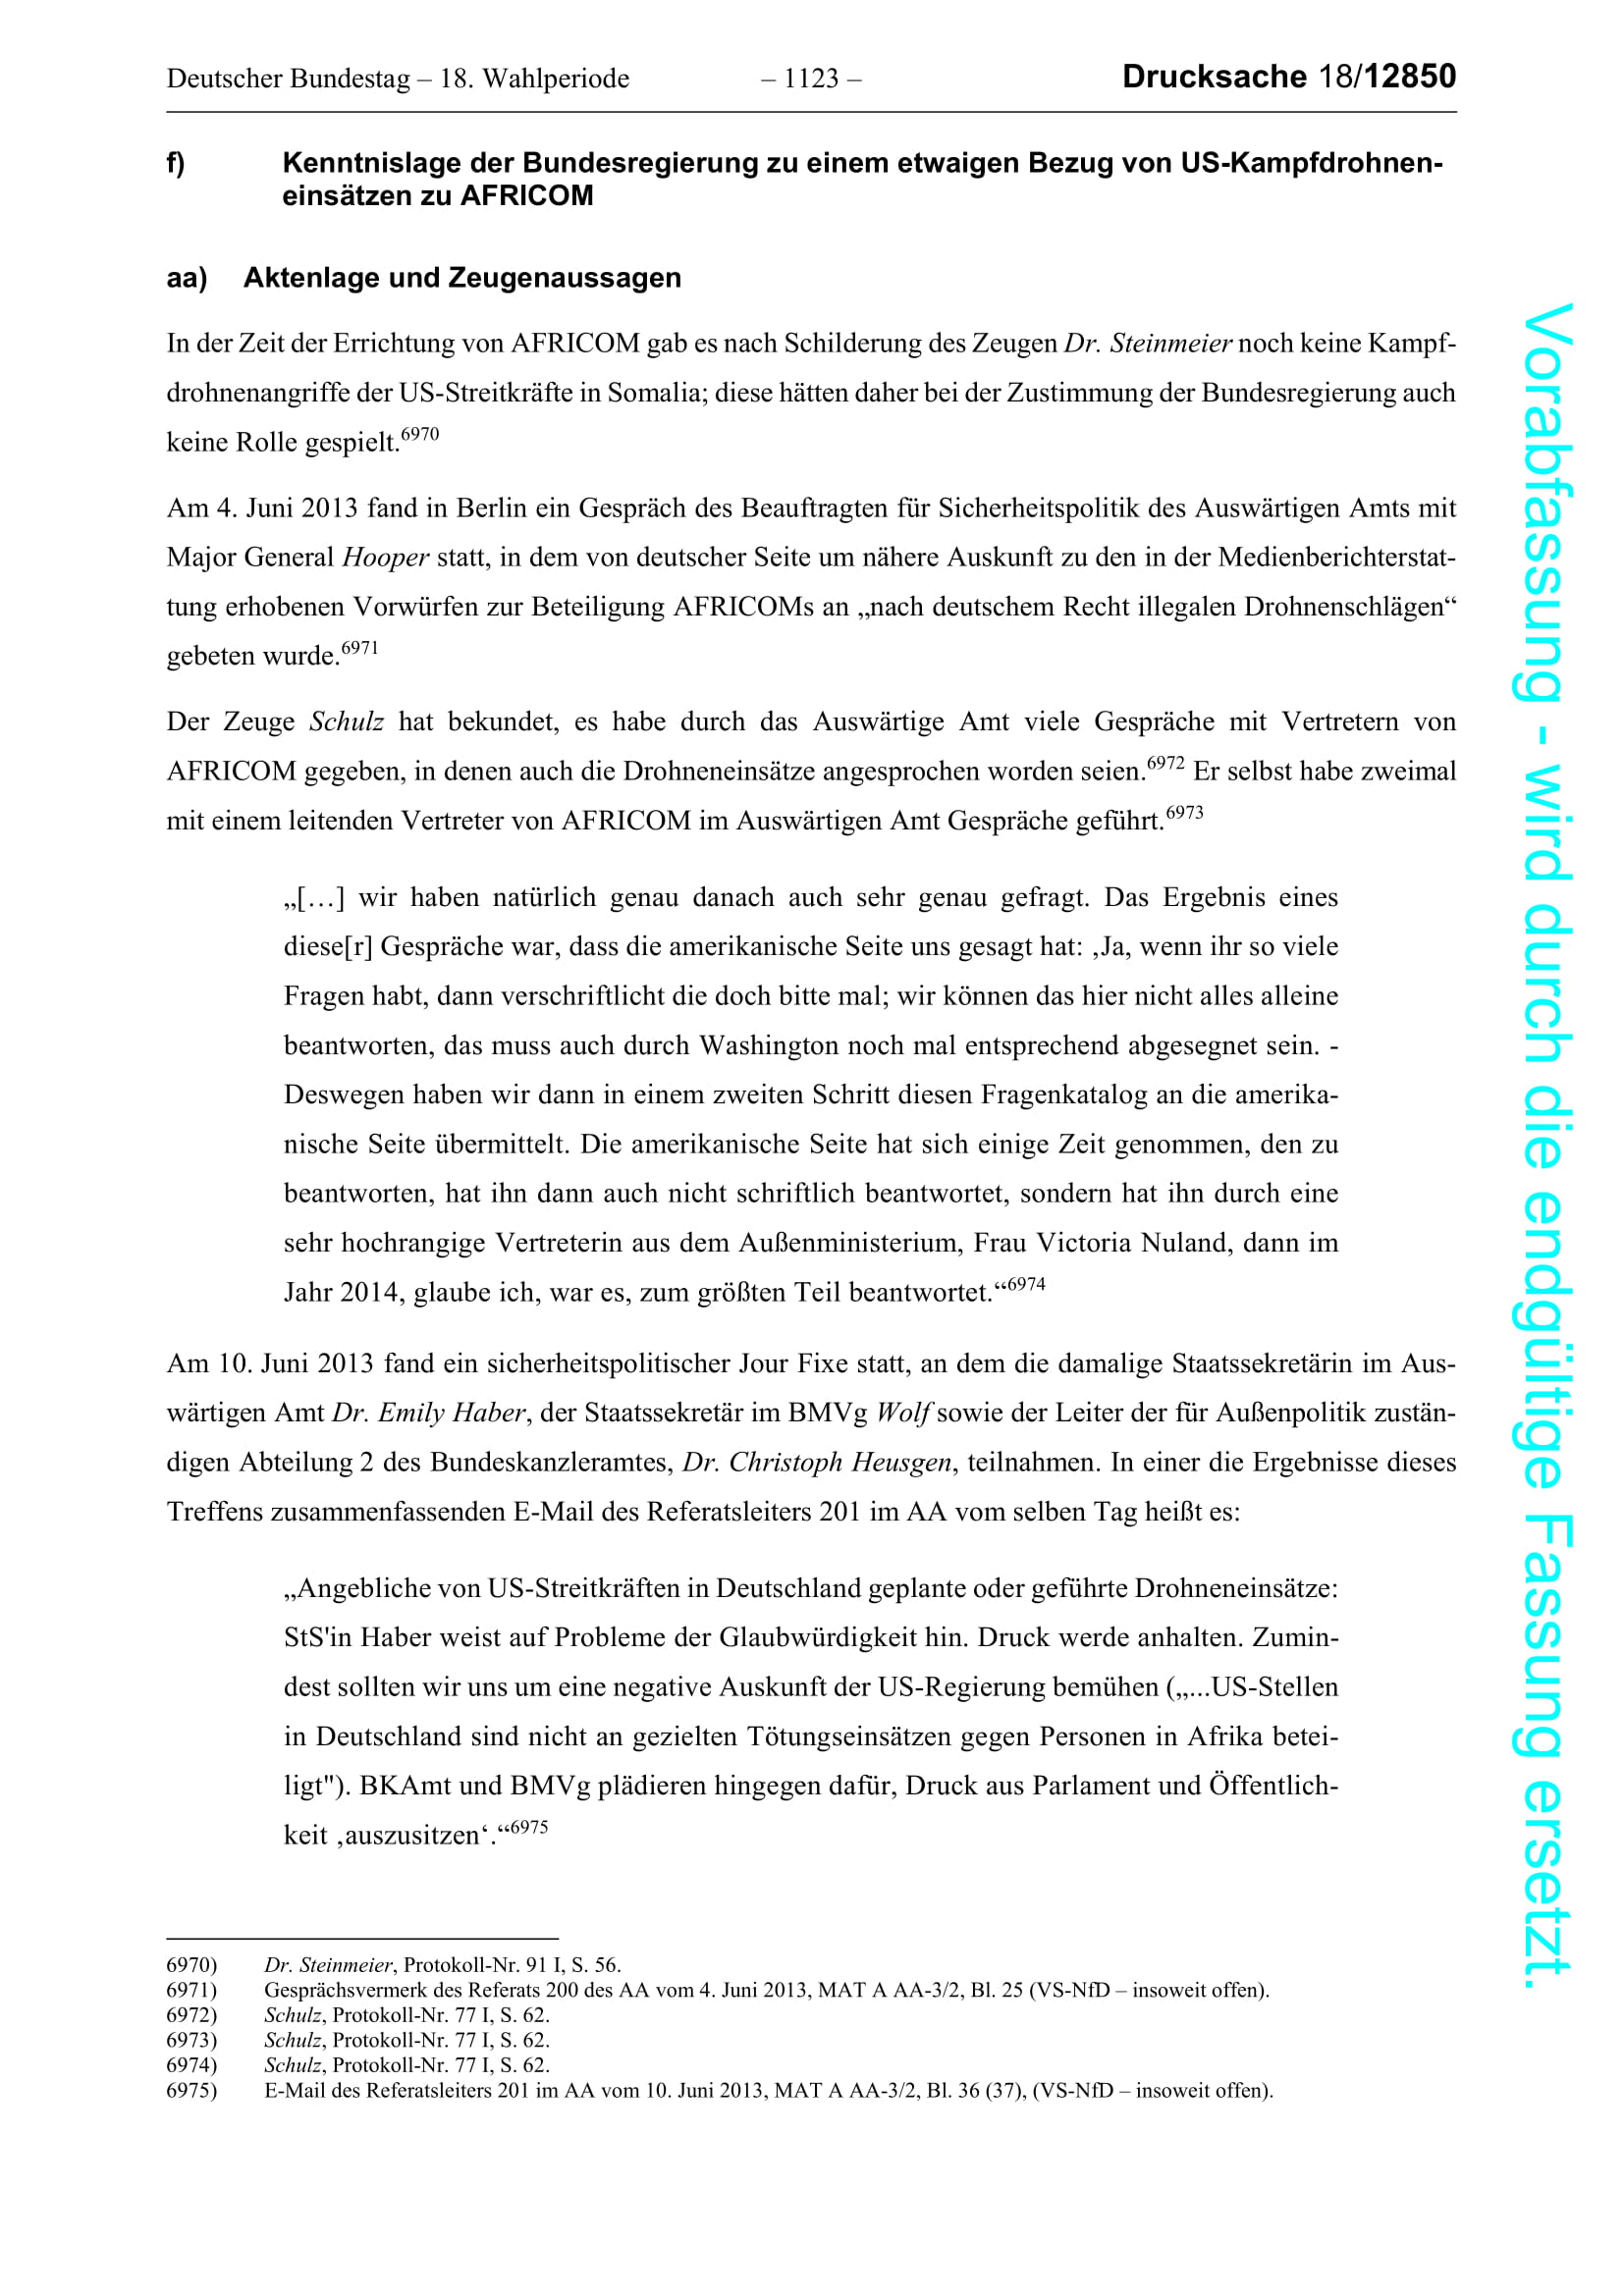 Deutscher Bundestag – 18. Wahlperiode – 1123 – Drucksache 18/12850
f) Kenntnislage der Bundesregierung zu einem etwaigen Bezug von US-Kampfdrohnen-
einsätzen zu AFRICOM
aa) Aktenlage und Zeugenaussagen
In der Zeit der Errichtung von AFRICOM gab es nach Schilderung des Zeugen Dr. Steinmeier noch keine Kampf-
drohnenangriffe der US-Streitkräfte in Somalia; diese hätten daher bei der Zustimmung der Bundesregierung auch
keine Rolle gespielt.6970
Am 4. Juni 2013 fand in Berlin ein Gespräch des Beauftragten für Sicherheitspolitik des Auswärtigen Amts mit
Major General Hooper statt, in dem von deutscher Seite um nähere Auskunft zu den in der Medienberichterstat-
tung erhobenen Vorwürfen zur Beteiligung AFRICOMs an „nach deutschem Recht illegalen Drohnenschlägen“
gebeten wurde.6971
Der Zeuge Schulz hat bekundet, es habe durch das Auswärtige Amt viele Gespräche mit Vertretern von
AFRICOM gegeben, in denen auch die Drohneneinsätze angesprochen worden seien.6972 Er selbst habe zweimal
mit einem leitenden Vertreter von AFRICOM im Auswärtigen Amt Gespräche geführt.6973
„[…] wir haben natürlich genau danach auch sehr genau gefragt. Das Ergebnis eines
diese[r] Gespräche war, dass die amerikanische Seite uns gesagt hat: ‚Ja, wenn ihr so viele
Fragen habt, dann verschriftlicht die doch bitte mal; wir können das hier nicht alles alleine
beantworten, das muss auch durch Washington noch mal entsprechend abgesegnet sein. -
Deswegen haben wir dann in einem zweiten Schritt diesen Fragenkatalog an die amerika-
nische Seite übermittelt. Die amerikanische Seite hat sich einige Zeit genommen, den zu
beantworten, hat ihn dann auch nicht schriftlich beantwortet, sondern hat ihn durch eine
sehr hochrangige Vertreterin aus dem Außenministerium, Frau Victoria Nuland, dann im
Jahr 2014, glaube ich, war es, zum größten Teil beantwortet.“6974
Am 10. Juni 2013 fand ein sicherheitspolitischer Jour Fixe statt, an dem die damalige Staatssekretärin im Aus-
wärtigen Amt Dr. Emily Haber, der Staatssekretär im BMVg Wolf sowie der Leiter der für Außenpolitik zustän-
digen Abteilung 2 des Bundeskanzleramtes, Dr. Christoph Heusgen, teilnahmen. In einer die Ergebnisse dieses
Treffens zusammenfassenden E-Mail des Referatsleiters 201 im AA vom selben Tag heißt es:
„Angebliche von US-Streitkräften in Deutschland geplante oder geführte Drohneneinsätze:
StS'in Haber weist auf Probleme der Glaubwürdigkeit hin. Druck werde anhalten. Zumin-
dest sollten wir uns um eine negative Auskunft der US-Regierung bemühen („...US-Stellen
in Deutschland sind nicht an gezielten Tötungseinsätzen gegen Personen in Afrika betei-
ligt"). BKAmt und BMVg plädieren hingegen dafür, Druck aus Parlament und Öffentlich-
keit ‚auszusitzen‘.“6975
6970) Dr. Steinmeier, Protokoll-Nr. 91 I, S. 56.
6971) Gesprächsvermerk des Referats 200 des AA vom 4. Juni 2013, MAT A AA-3/2, Bl. 25 (VS-NfD – insoweit offen).
6972) Schulz, Protokoll-Nr. 77 I, S. 62.
6973) Schulz, Protokoll-Nr. 77 I, S. 62.
6974) Schulz, Protokoll-Nr. 77 I, S. 62.
6975) E-Mail des Referatsleiters 201 im AA vom 10. Juni 2013, MAT A AA-3/2, Bl. 36 (37), (VS-NfD – insoweit offen).
Vorabfassung - wird durch die endgültige Fassung ersetzt.